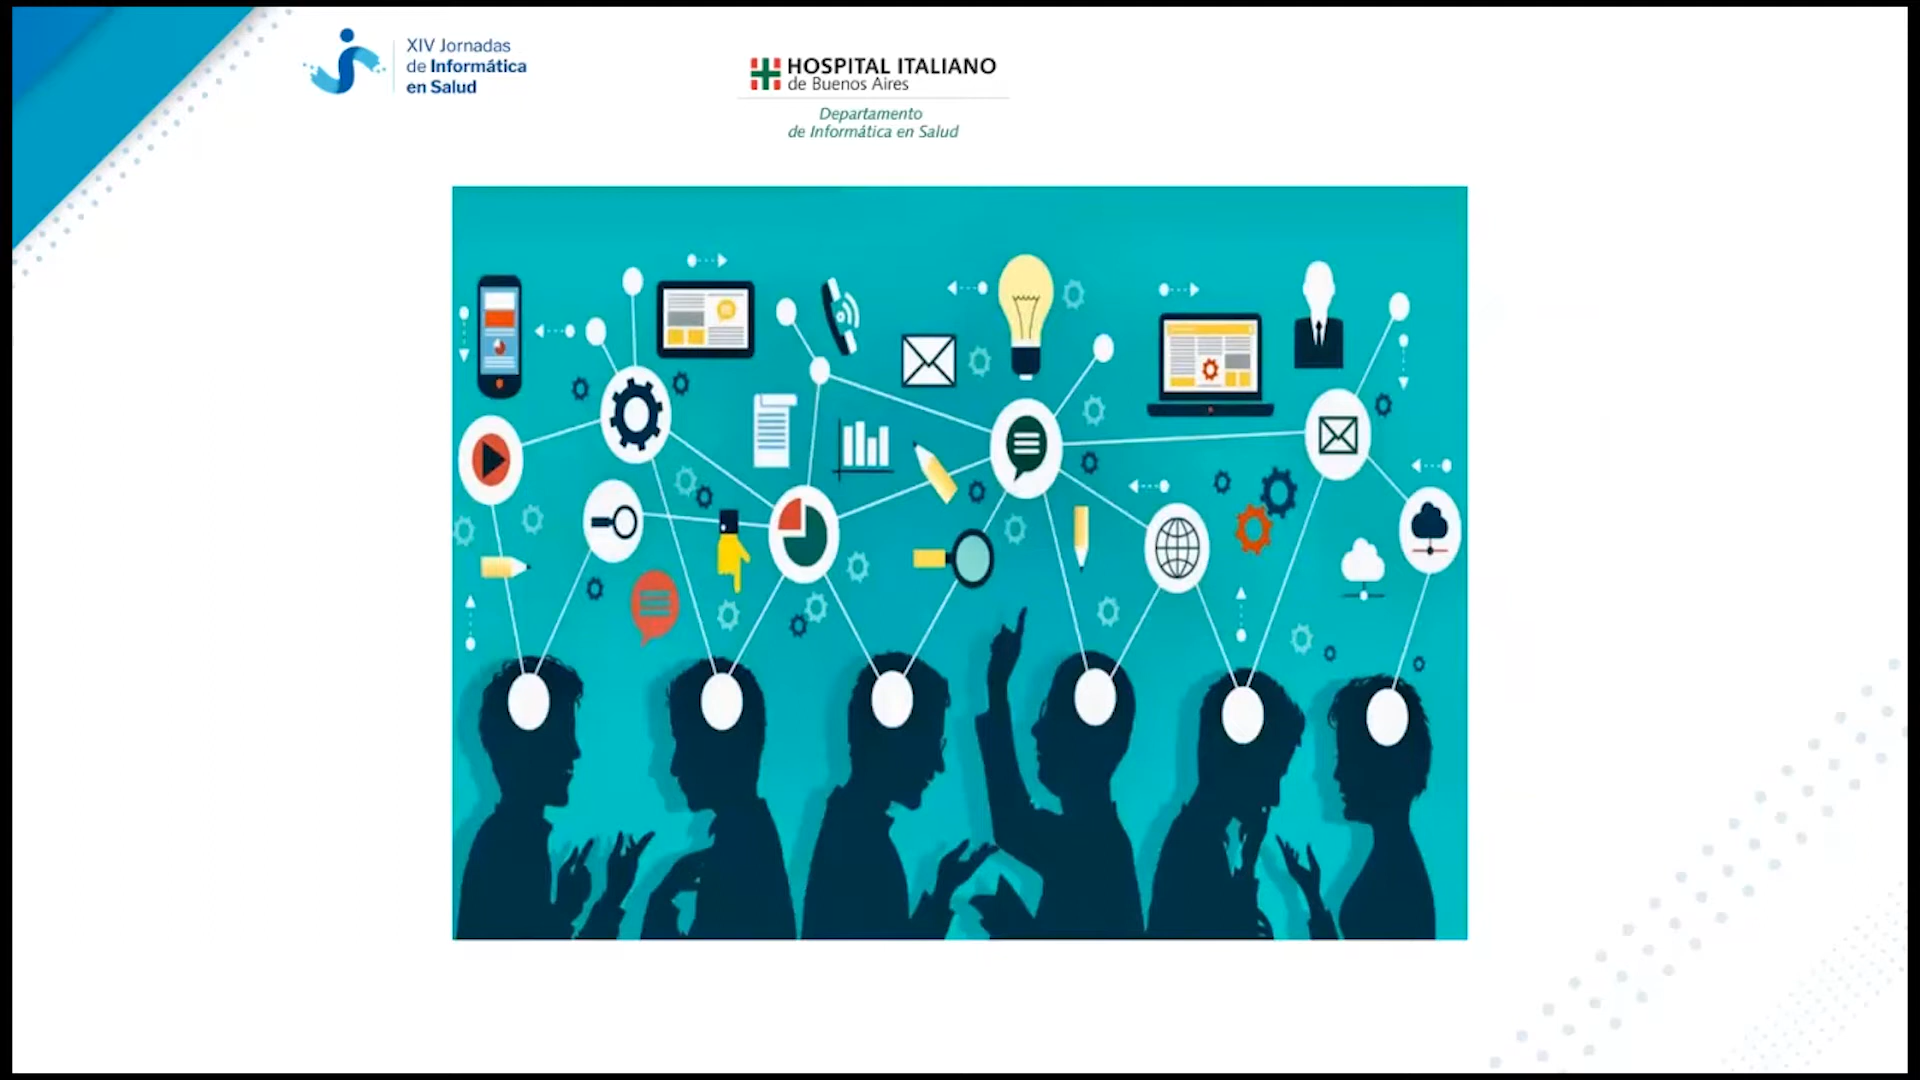 XIV Jornadas
de Informática
en Salud
HOSPITAL ITALIANO
de Buenos Aires
Departamento
de Informática en Salud